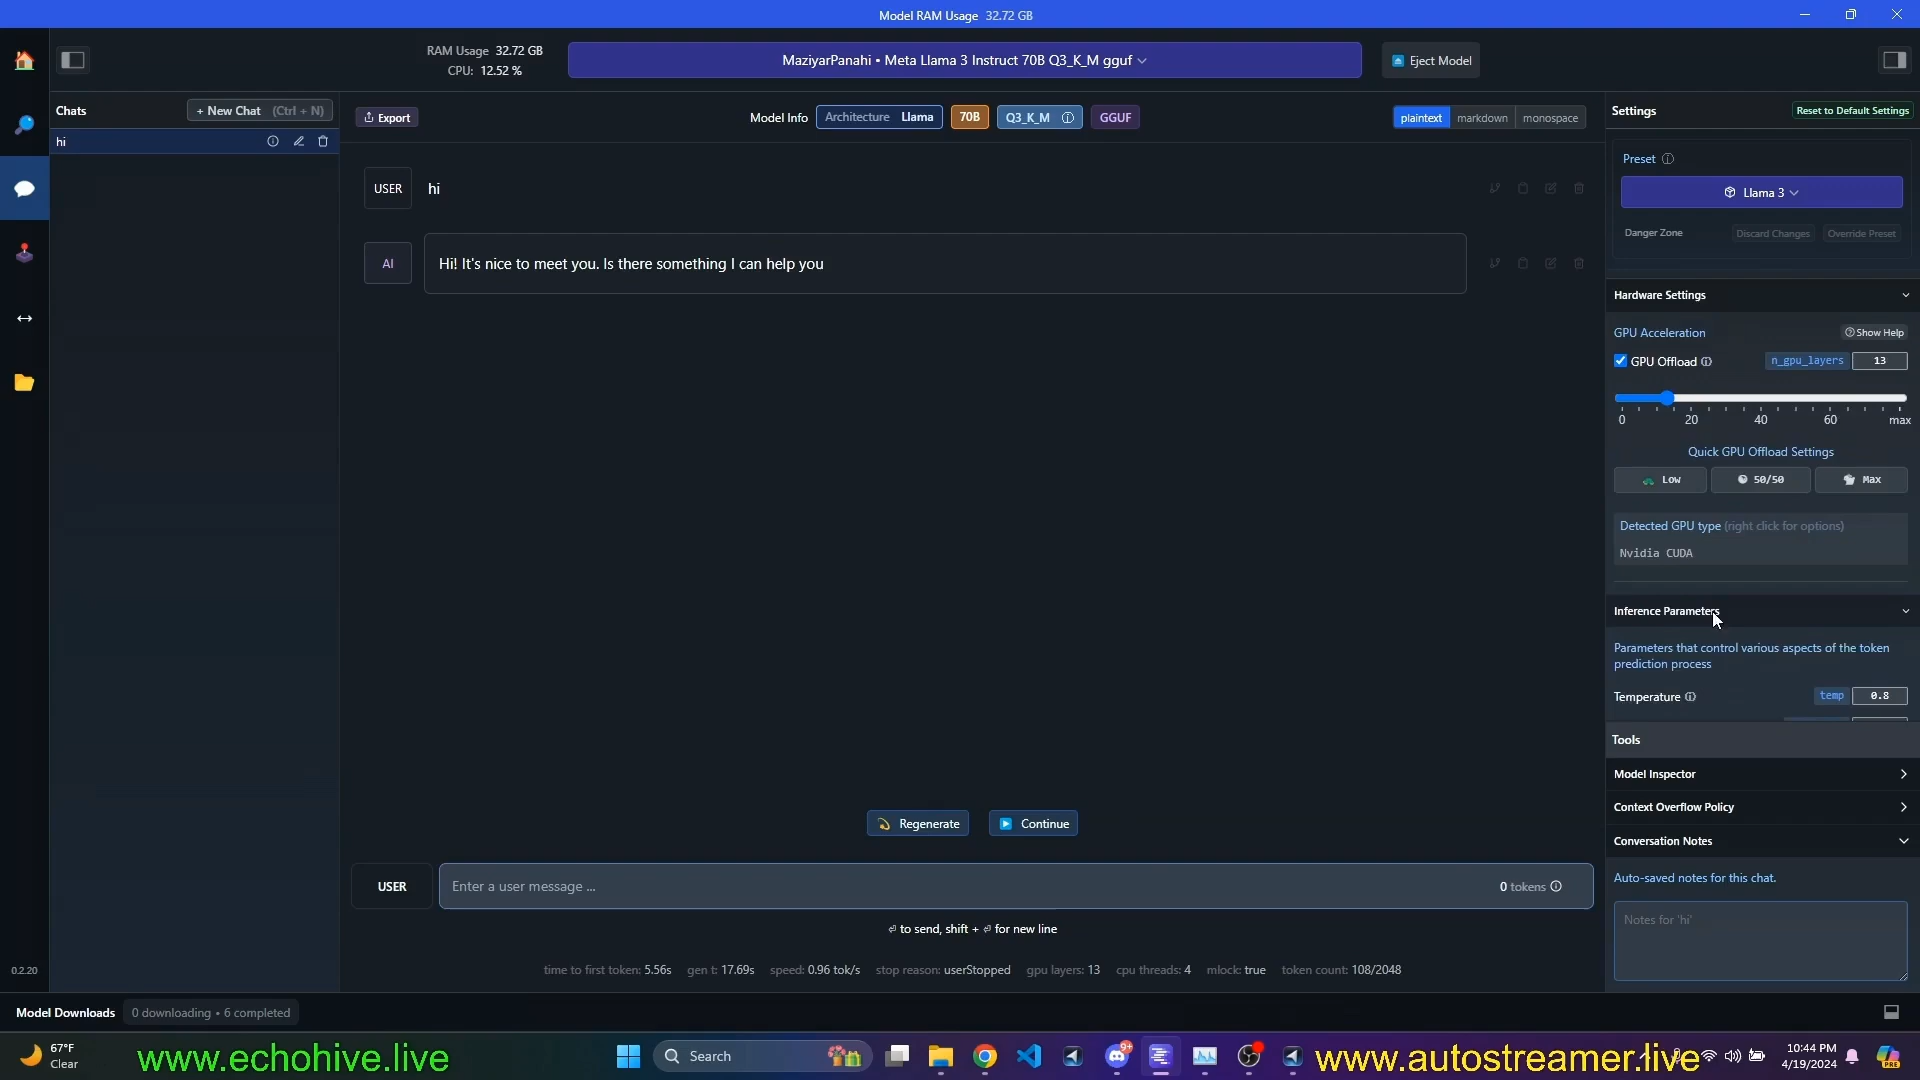 Model RAM Usage 32.72 GB
RAM Usage 32.72 GB
CPU: 12.52 %
MaziyarPanahi • Meta Llama 3 Instruct 70B Q3_K_M gguf
Eject Model
Chats
+ New Chat (Ctrl + N)
Export
Model Info Architecture Llama 70B Q3_K_M GGUF
plaintext markdown monospace
Settings
Reset to Default Settings
hi
USER
hi
AI
Hi! It's nice to meet you. Is there something I can help you
Preset
Llama 3
Danger Zone Discard Changes Override Preset
Hardware Settings
GPU Acceleration Show Help
GPU Offload n_gpu_layers 13
0 20 40 60 max
Quick GPU Offload Settings
Low 50/50 Max
Detected GPU type (right click for options)
Nvidia CUDA
Inference Parameters
Parameters that control various aspects of the token
prediction process
Temperature temp 0.8
Tools
Model Inspector
Context Overflow Policy
Conversation Notes
Auto-saved notes for this chat.
Notes for 'hi'
Regenerate Continue
USER
Enter a user message ...
0 tokens
⏎ to send, shift + ⏎ for new line
time to first token: 5.56s gen t: 17.69s speed: 0.96 tok/s stop reason: userStopped gpu layers: 13 cpu threads: 4 mlock: true token count: 108/2048
0.2.20
Model Downloads 0 downloading • 6 completed
67°F
Clear
www.echohive.live
Search
9+
www.autostreamer.live
10:44 PM
4/19/2024
PRE